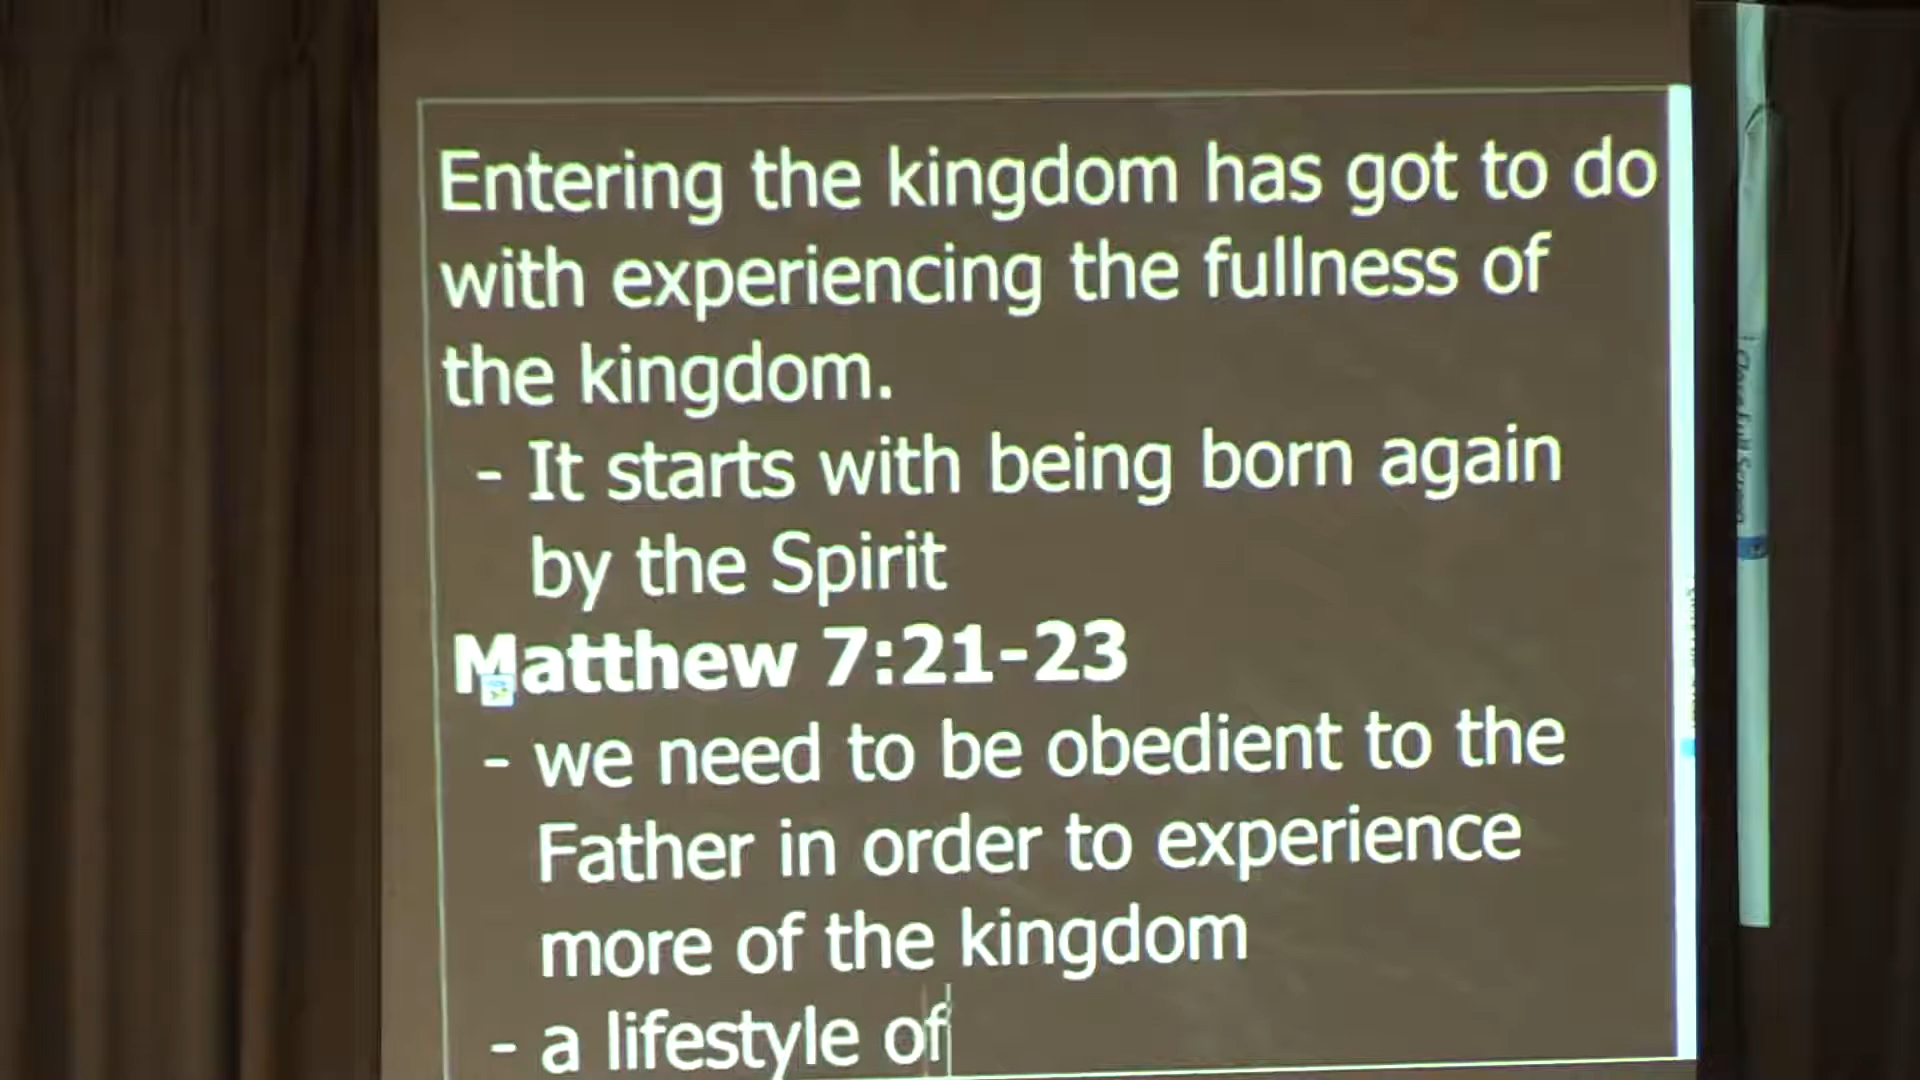 Entering the kingdom has got to do
with experiencing the fullness of
the kingdom.
- It starts with being born again
by the Spirit
Matthew 7:21-23
- we need to be obedient to the
Father in order to experience
more of the kingdom
- a lifestyle of